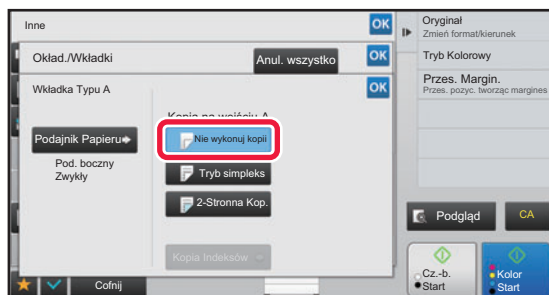 Inne
OK
Okład./Wkładki
Anul. wszystko
OK
Wkładka Typu A
OK
Kopia na wejściu A
Podajnik Papieru
Pod. boczny
Zwykły
Nie wykonuj kopii
Tryb simpleks
2-Stronna Kop.
Kopia Indeksów
Cofnij
Oryginał
Zmień format/kierunek
Tryb Kolorowy
Przes. Margin.
Przes. pozyc. tworząc margines
Podgląd
CA
Cz.-b.
Start
Kolor
Start